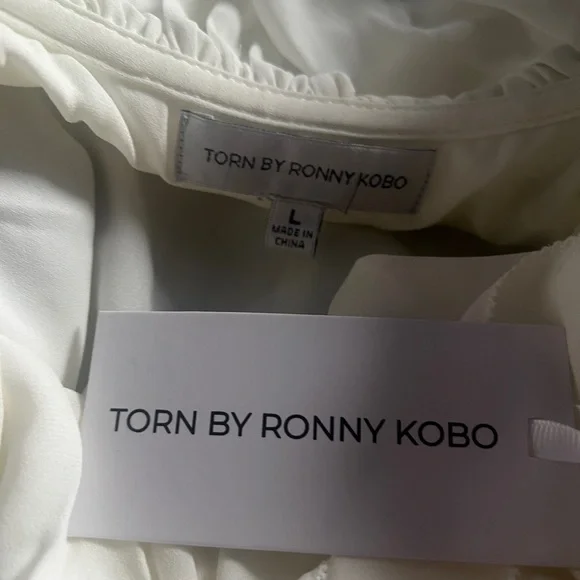 TORN BY RONNY KOBO
L
MADE IN
CHINA
TORN BY RONNY KOBO